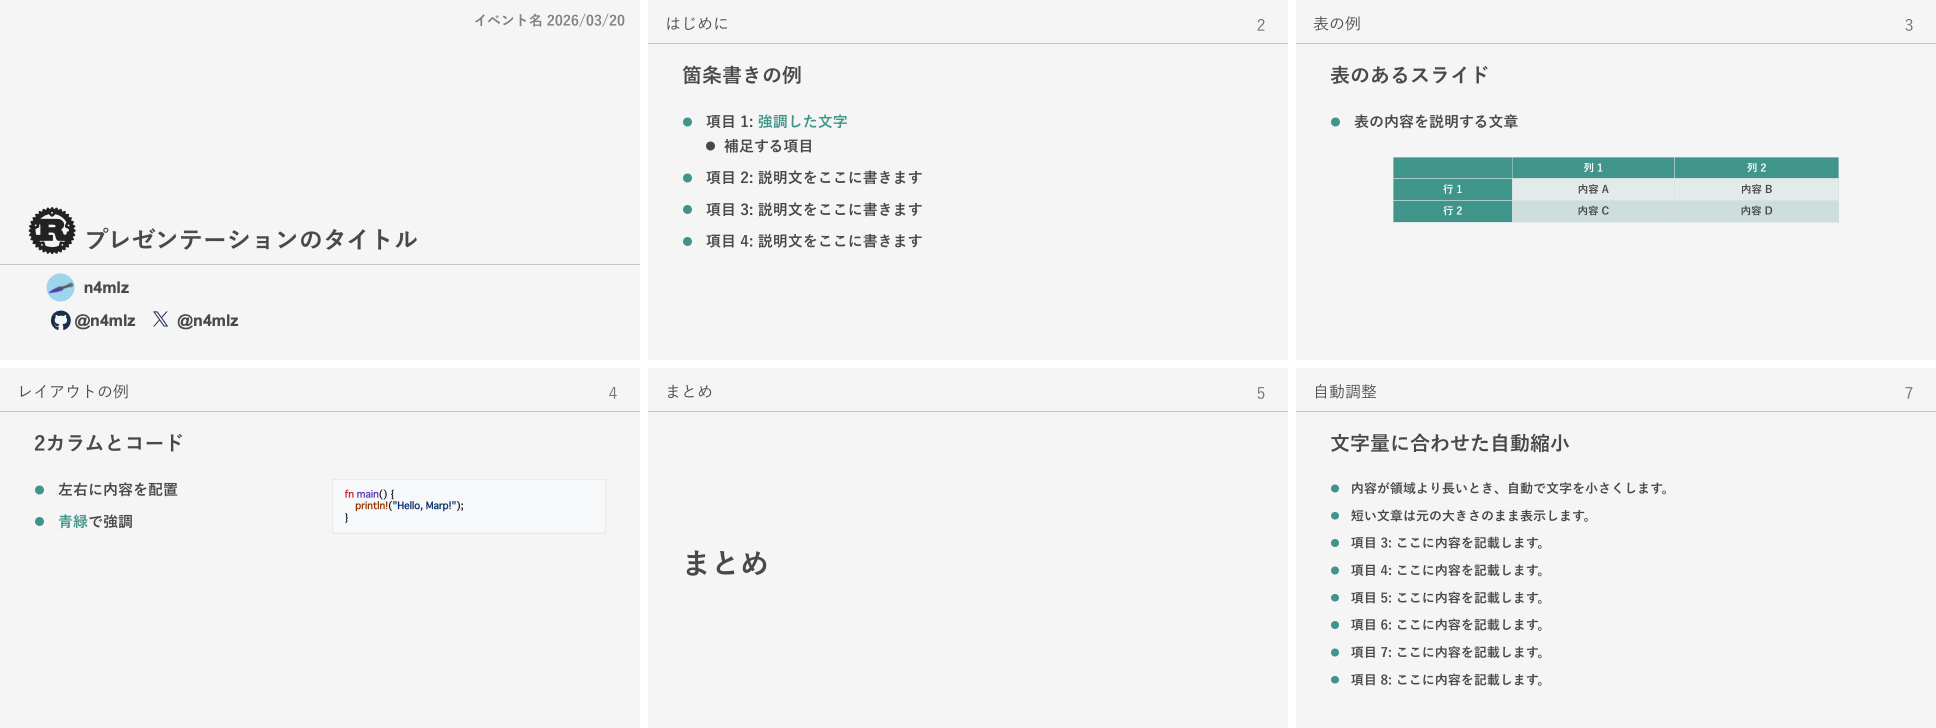 イベント名 2026/03/20
R プレゼンテーションのタイトル
n4mlz
@n4mlz X @n4mlz
はじめに 2
箇条書きの例
項目 1: 強調した文字
補足する項目
項目 2: 説明文をここに書きます
項目 3: 説明文をここに書きます
項目 4: 説明文をここに書きます
表の例 3
表のあるスライド
表の内容を説明する文章
列 1 列 2
行 1 内容 A 内容 B
行 2 内容 C 内容 D
レイアウトの例 4
2カラムとコード
左右に内容を配置
青緑で強調
fn main() {
println!("Hello, Marp!");
}
まとめ 5
まとめ
自動調整 7
文字量に合わせた自動縮小
内容が領域より長いとき、自動で文字を小さくします。
短い文章は元の大きさのまま表示します。
項目 3: ここに内容を記載します。
項目 4: ここに内容を記載します。
項目 5: ここに内容を記載します。
項目 6: ここに内容を記載します。
項目 7: ここに内容を記載します。
項目 8: ここに内容を記載します。